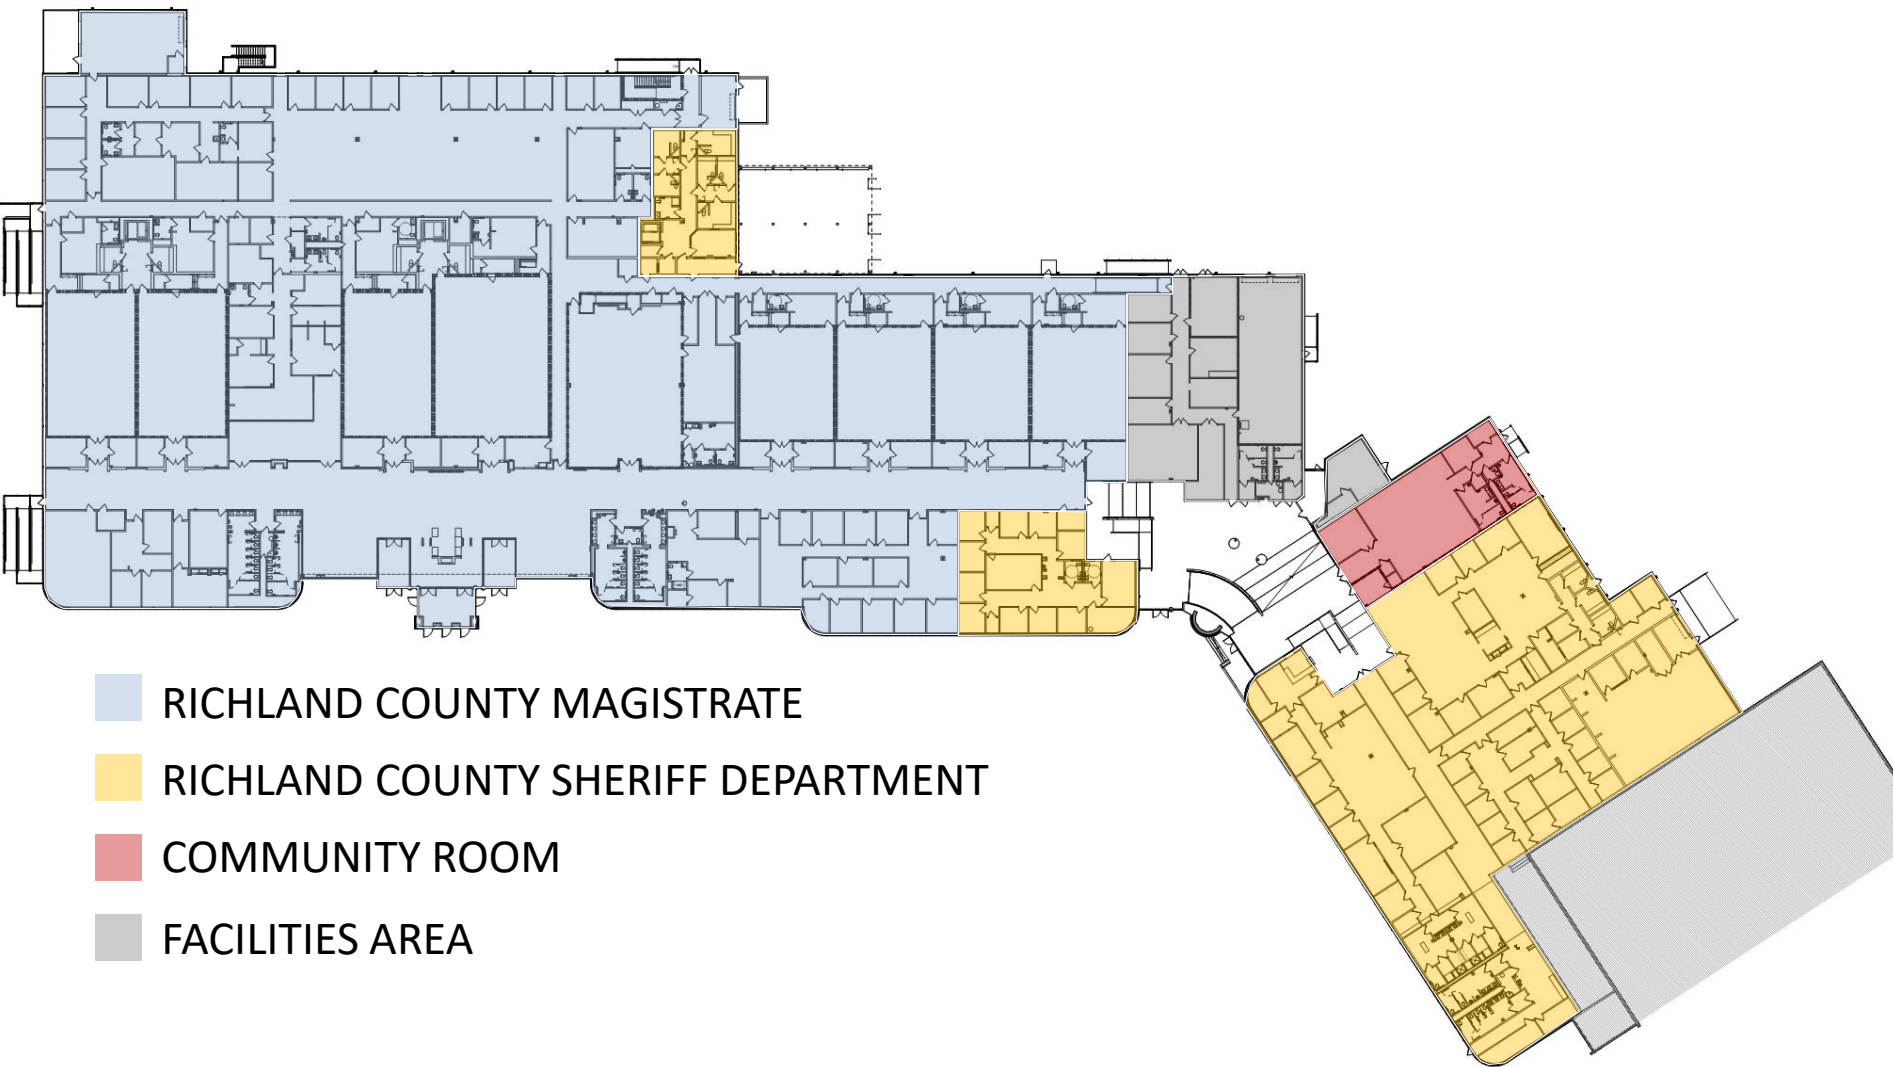 RICHLAND COUNTY MAGISTRATE
RICHLAND COUNTY SHERIFF DEPARTMENT
COMMUNITY ROOM
FACILITIES AREA